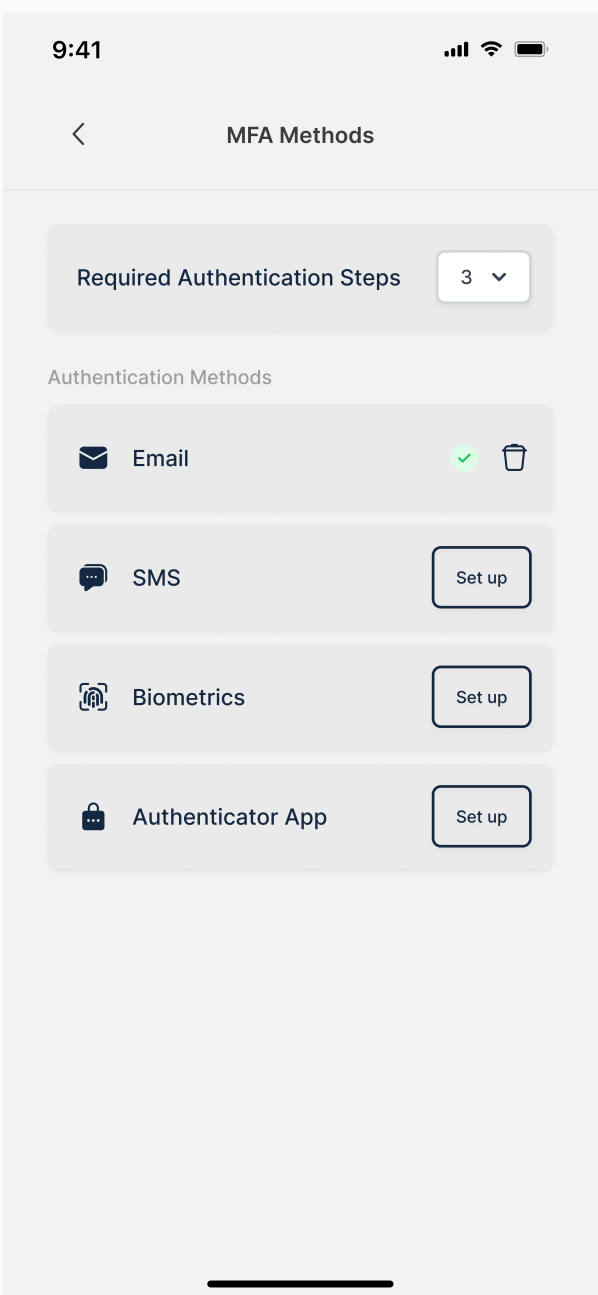 9:41
MFA Methods
Required Authentication Steps 3
Authentication Methods
Email
SMS Set up
Biometrics Set up
Authenticator App Set up